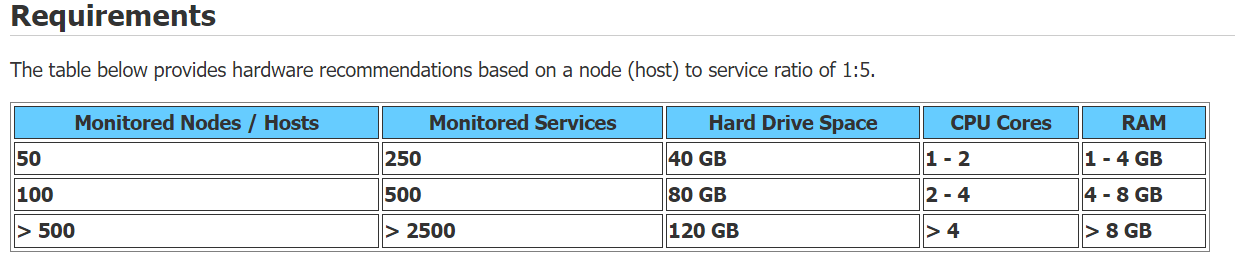 Requirements
The table below provides hardware recommendations based on a node (host) to service ratio of 1:5.
Monitored Nodes / Hosts Monitored Services Hard Drive Space CPU Cores RAM
50 250 40 GB 1 - 2 1 - 4 GB
100 500 80 GB 2 - 4 4 - 8 GB
> 500 > 2500 120 GB > 4 > 8 GB